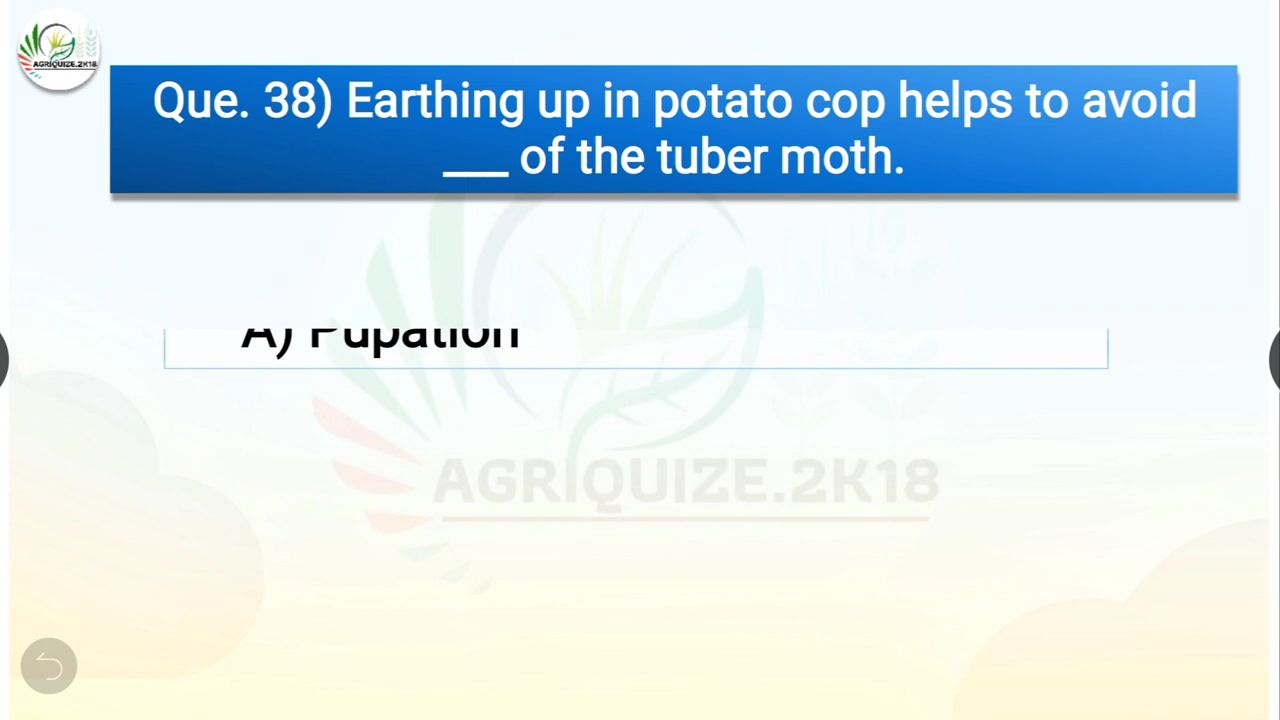 AGRIQUIZE.2K18
Que. 38) Earthing up in potato cop helps to avoid
___ of the tuber moth.
A) Pupation
AGRIQUIZE.2K18